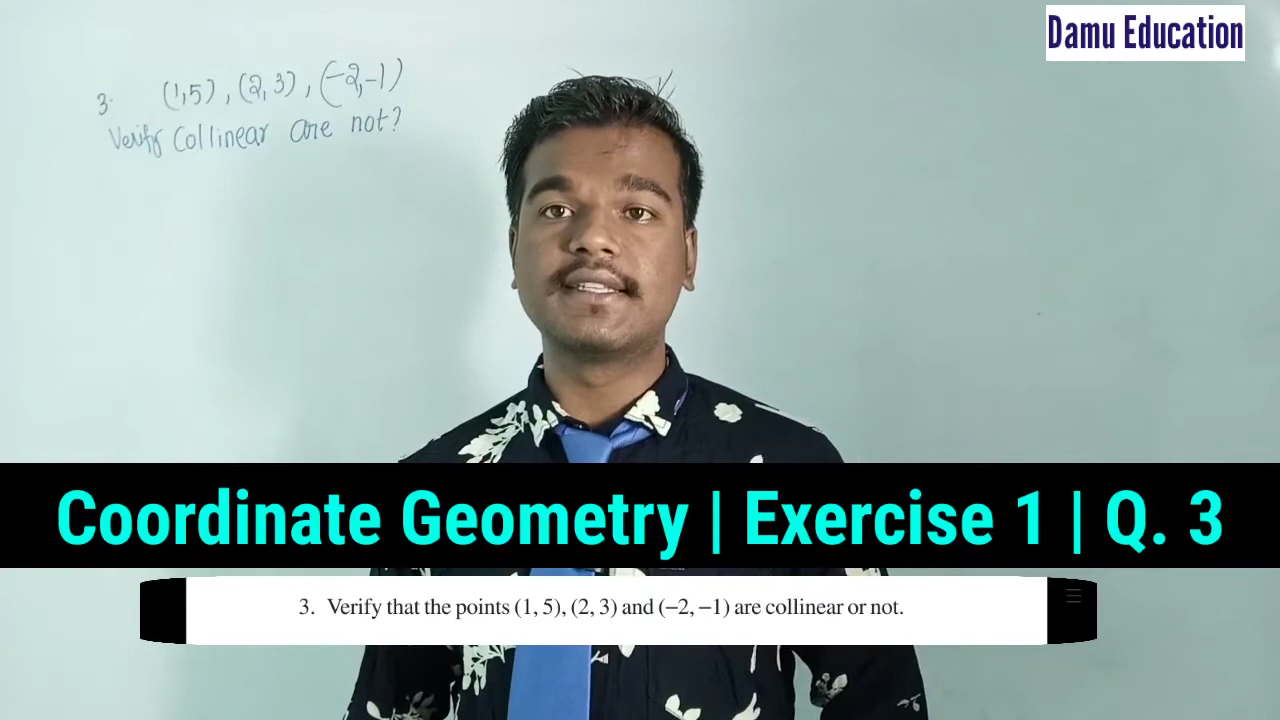 Damu Education
3. (1,5), (2,3), (-2,-1)
Verify Collinear are not?
Coordinate Geometry | Exercise 1 | Q. 3
3. Verify that the points (1, 5), (2, 3) and (−2, −1) are collinear or not.